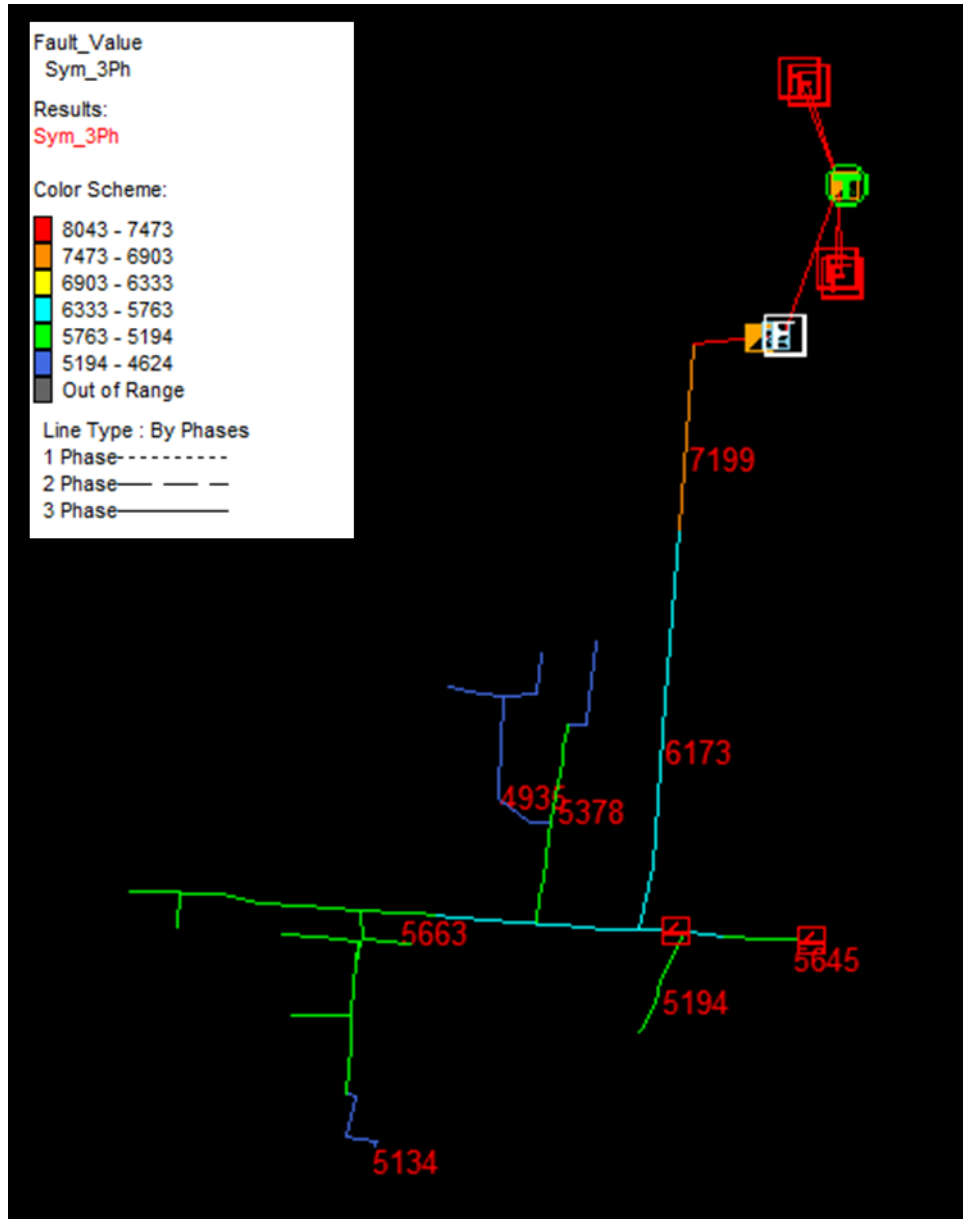 Fault_Value
Sym_3Ph
Results:
Sym_3Ph
Color Scheme:
8043 - 7473
7473 - 6903
6903 - 6333
6333 - 5763
5763 - 5194
5194 - 4624
Out of Range
Line Type : By Phases
1 Phase
2 Phase
3 Phase
7199
6173
4935
5378
5663
5645
5194
5134